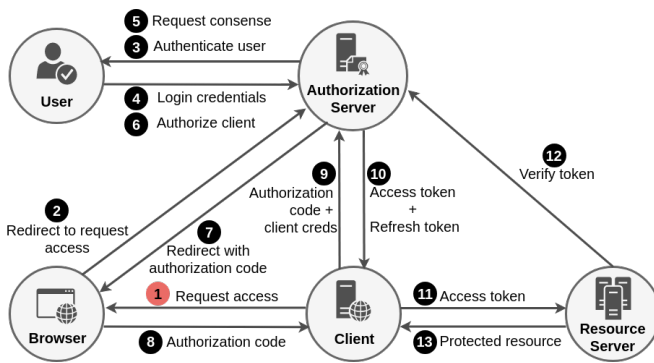 5 Request consense
3 Authenticate user
User
4 Login credentials
6 Authorize client
Authorization
Server
12
Verify token
9
Authorization
code +
client creds
10
Access token
+
Refresh token
2
Redirect to request
access
7
Redirect with
authorization code
1 Request access
11 Access token
Browser
Client
Resource
Server
8 Authorization code
13 Protected resource